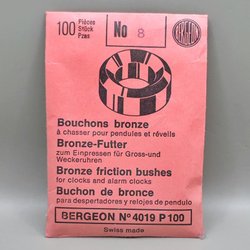 100 Pièces
Stück
Pzas
No 8
BERGEON
Bouchons bronze
à chasser pour pendules et réveils
Bronze-Futter
zum Einpressen für Gross-und
Weckeruhren
Bronze friction bushes
for clocks and alarm clocks
Buchon de bronce
para despertadores y relojes de pendulo
BERGEON Nº 4019 P 100
Swiss made